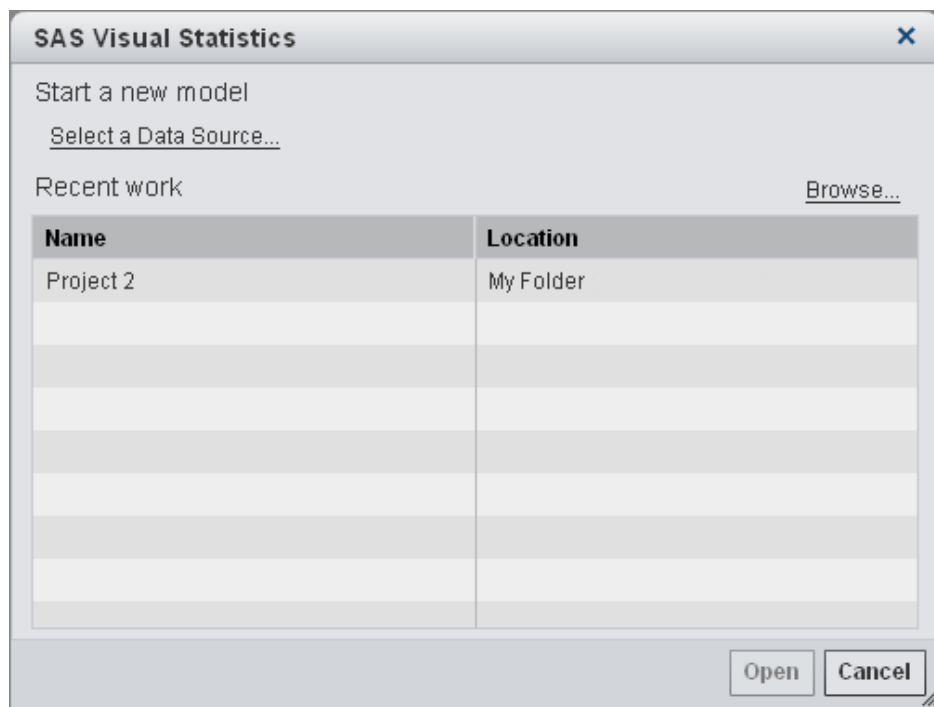 SAS Visual Statistics
Start a new model
Select a Data Source...
Recent work
Browse...
Name Location
Project 2 My Folder
Open Cancel